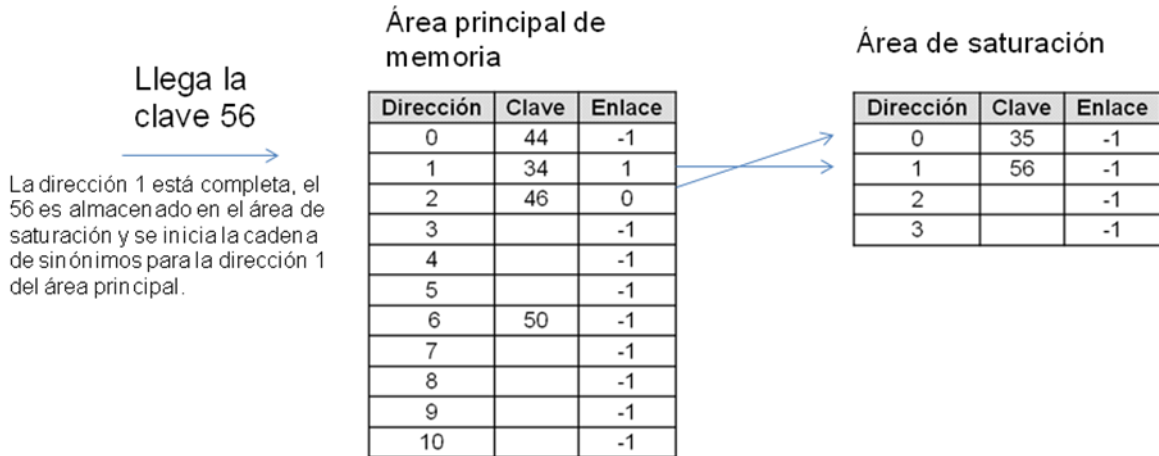 Llega la
clave 56
La dirección 1 está completa, el
56 es almacenado en el área de
saturación y se inicia la cadena
de sinónimos para la dirección 1
del área principal.
Área principal de
memoria
Dirección Clave Enlace
0 44 -1
1 34 1
2 46 0
3 -1
4 -1
5 -1
6 50 -1
7 -1
8 -1
9 -1
10 -1
Área de saturación
Dirección Clave Enlace
0 35 -1
1 56 -1
2 -1
3 -1